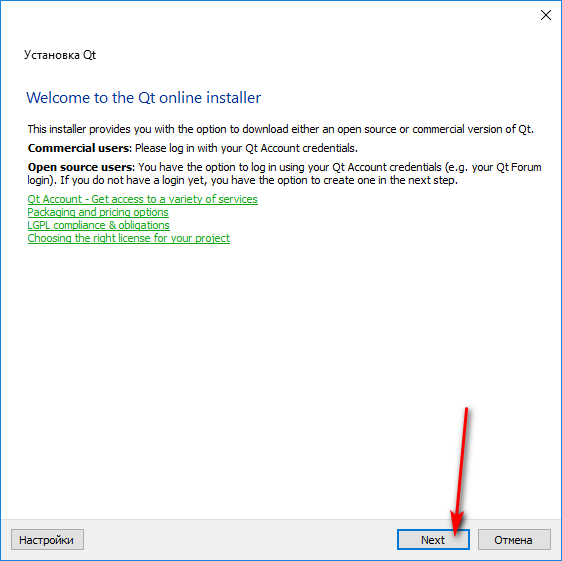 Установка Qt
Welcome to the Qt online installer
This installer provides you with the option to download either an open source or commercial version of Qt.
Commercial users: Please log in with your Qt Account credentials.
Open source users: You have the option to log in using your Qt Account credentials (e.g. your Qt Forum
login). If you do not have a login yet, you have the option to create one in the next step.
Qt Account - Get access to a variety of services
Packaging and pricing options
LGPL compliance & obligations
Choosing the right license for your project
Настройки
Next
Отмена